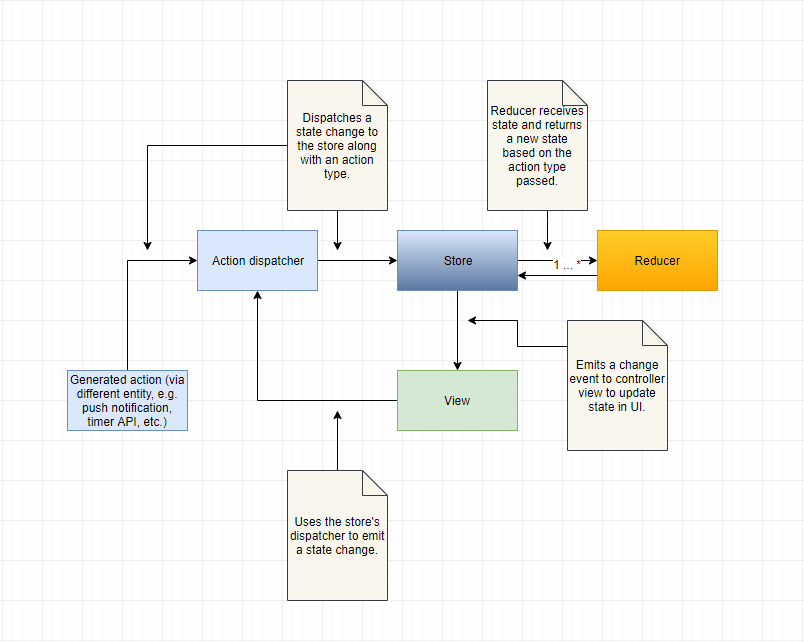 Dispatches a
state change to
the store along
with an action
type.
Reducer receives
state and returns
a new state
based on the
action type
passed.
Action dispatcher
Store
1 ... *
Reducer
Generated action (via
different entity, e.g.
push notification,
timer API, etc.)
View
Emits a change
event to controller
view to update
state in UI.
Uses the store's
dispatcher to emit
a state change.